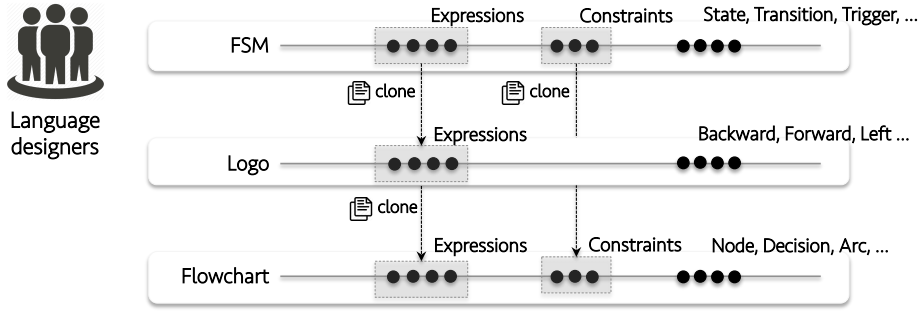 Expressions Constraints State, Transition, Trigger, ...
FSM
clone clone
Language
designers
Expressions Backward, Forward, Left ...
Logo
clone
Expressions Constraints Node, Decision, Arc, ...
Flowchart